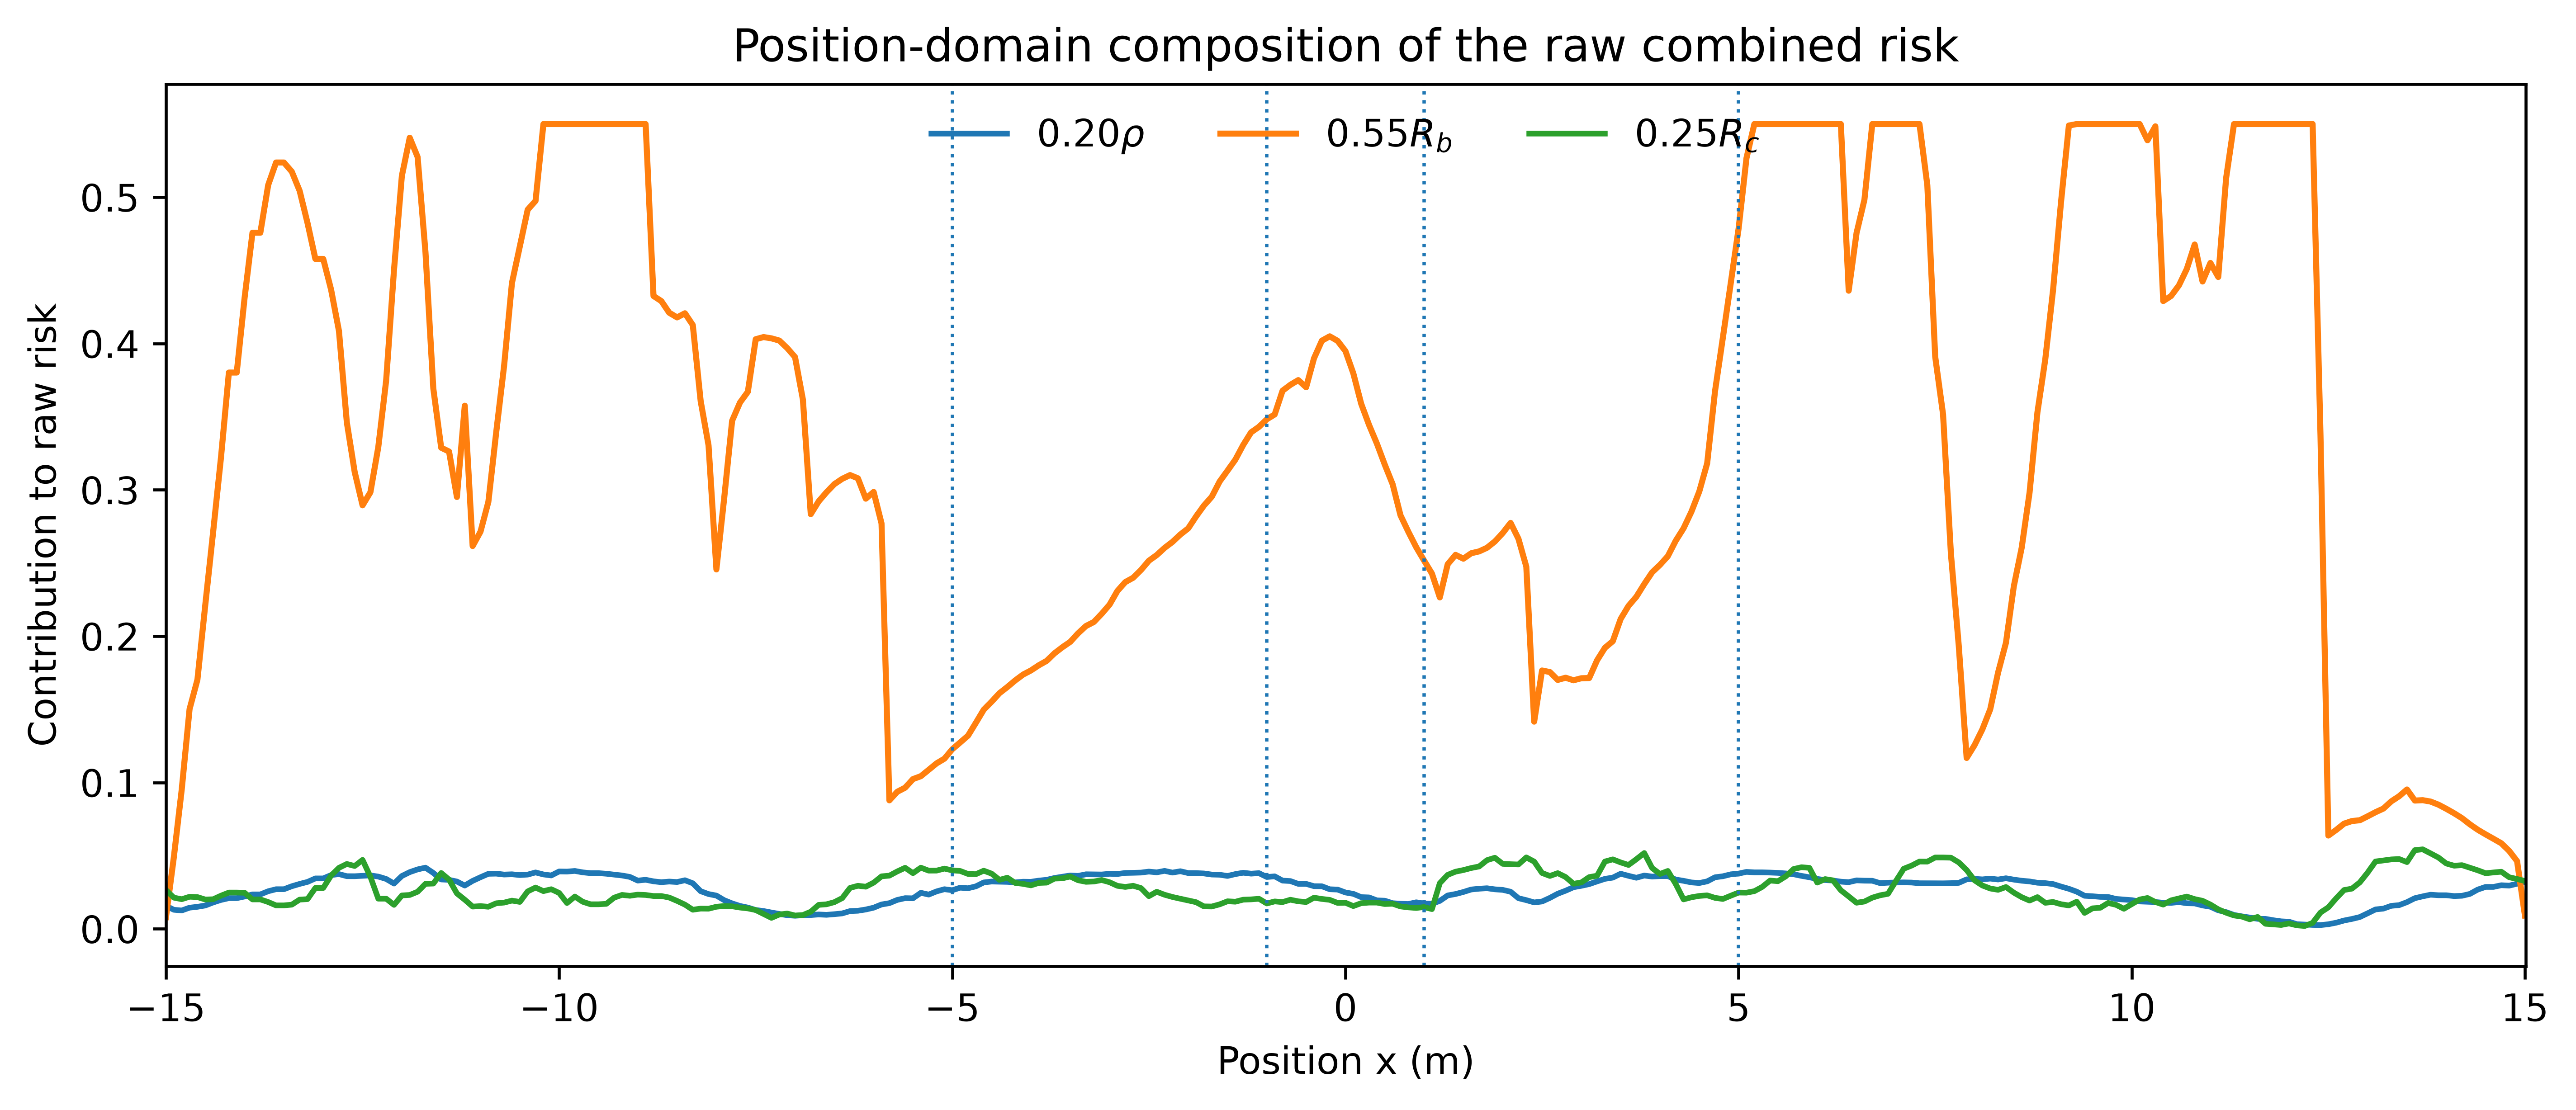 Position-domain composition of the raw combined risk
0.20ρ 0.55R_b 0.25R_c
Contribution to raw risk
0.5
0.4
0.3
0.2
0.1
0.0
−15 −10 −5 0 5 10 15
Position x (m)